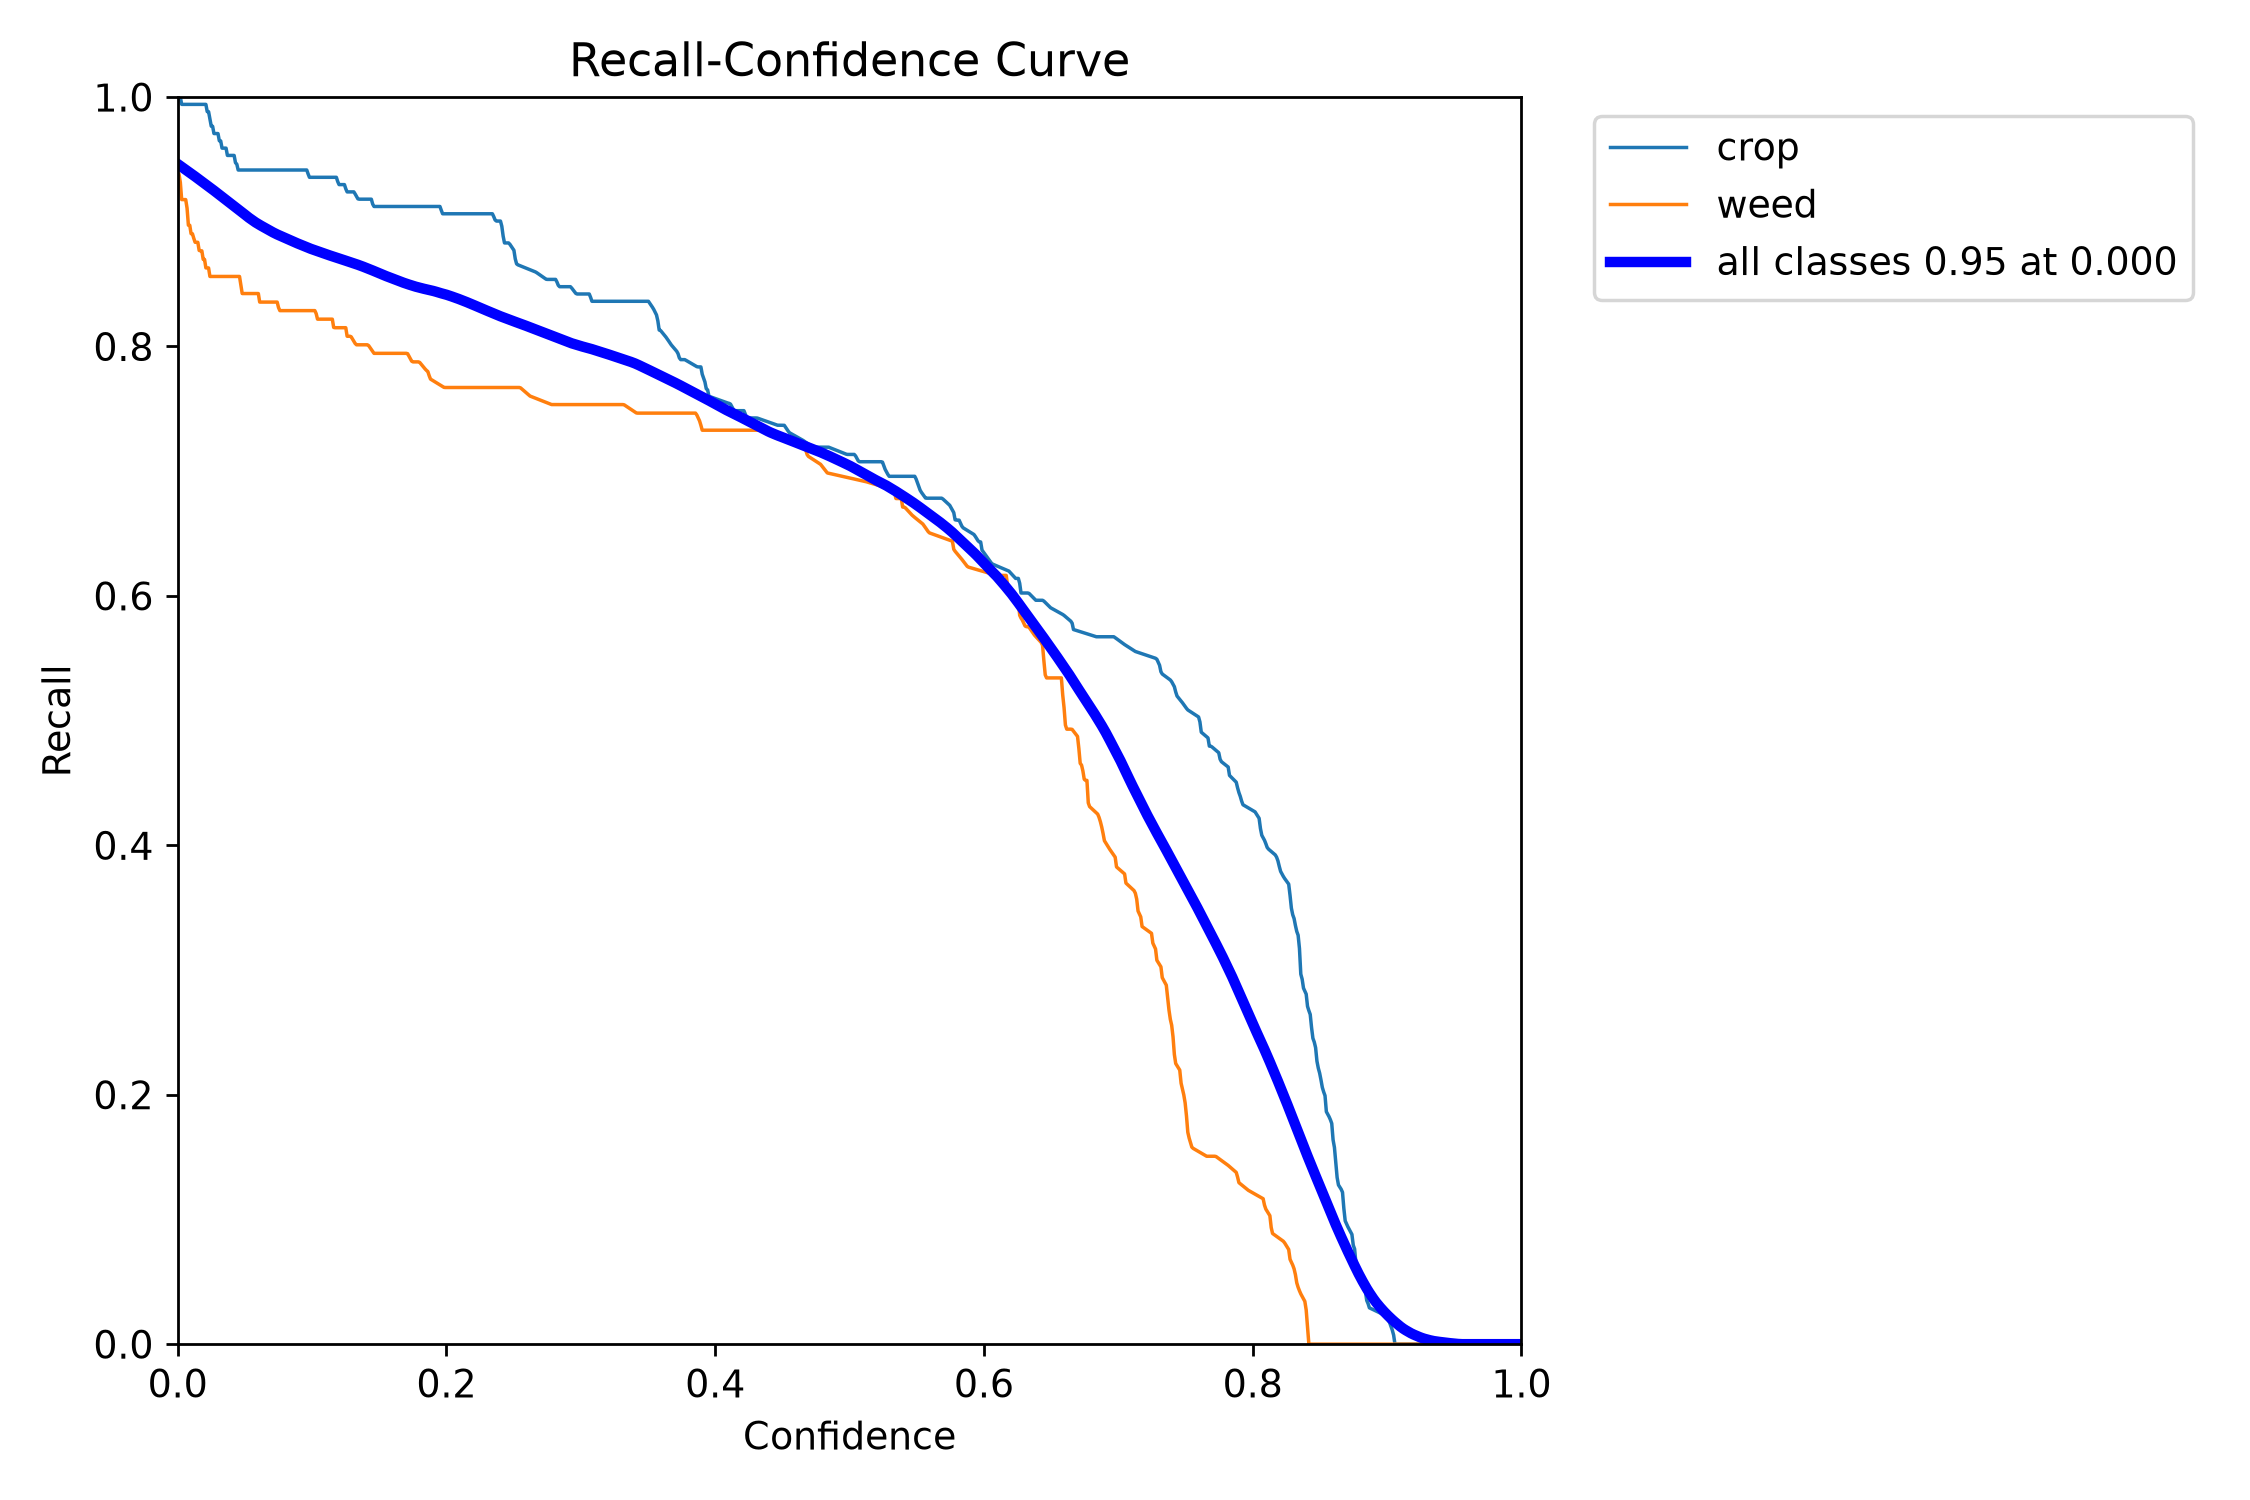 Recall-Confidence Curve
crop
weed
all classes 0.95 at 0.000
1.0
0.8
0.6
0.4
0.2
0.0
Recall
0.0 0.2 0.4 0.6 0.8 1.0
Confidence